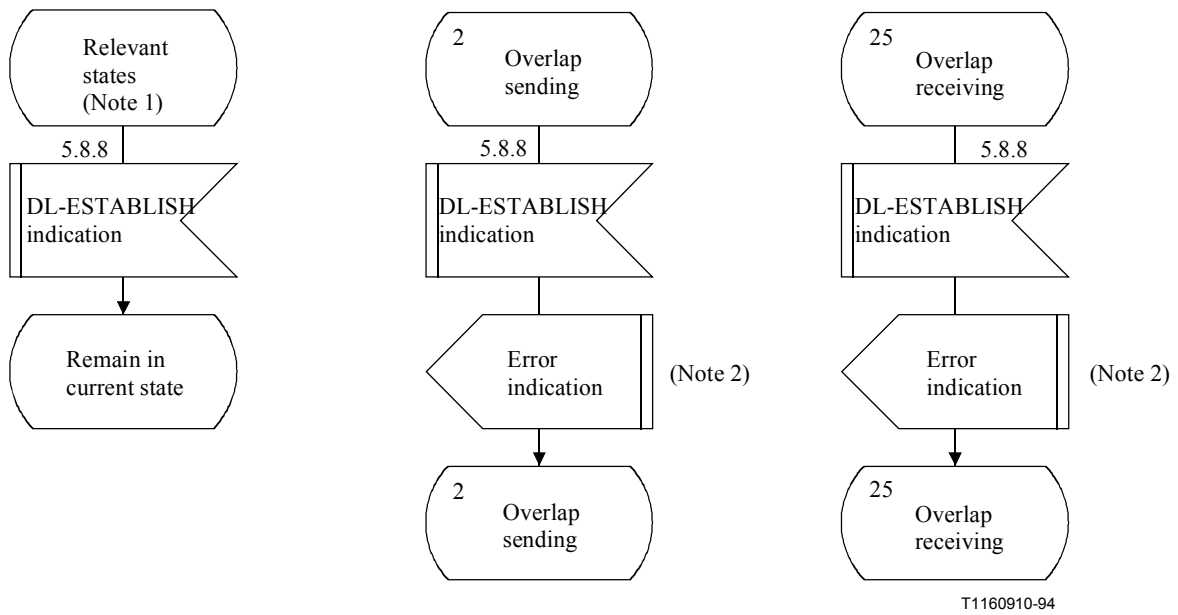 Relevant
states
(Note 1)
5.8.8
DL-ESTABLISH
indication
Remain in
current state
2
Overlap
sending
5.8.8
DL-ESTABLISH
indication
Error
indication
(Note 2)
2
Overlap
sending
25
Overlap
receiving
5.8.8
DL-ESTABLISH
indication
Error
indication
(Note 2)
25
Overlap
receiving
T1160910-94